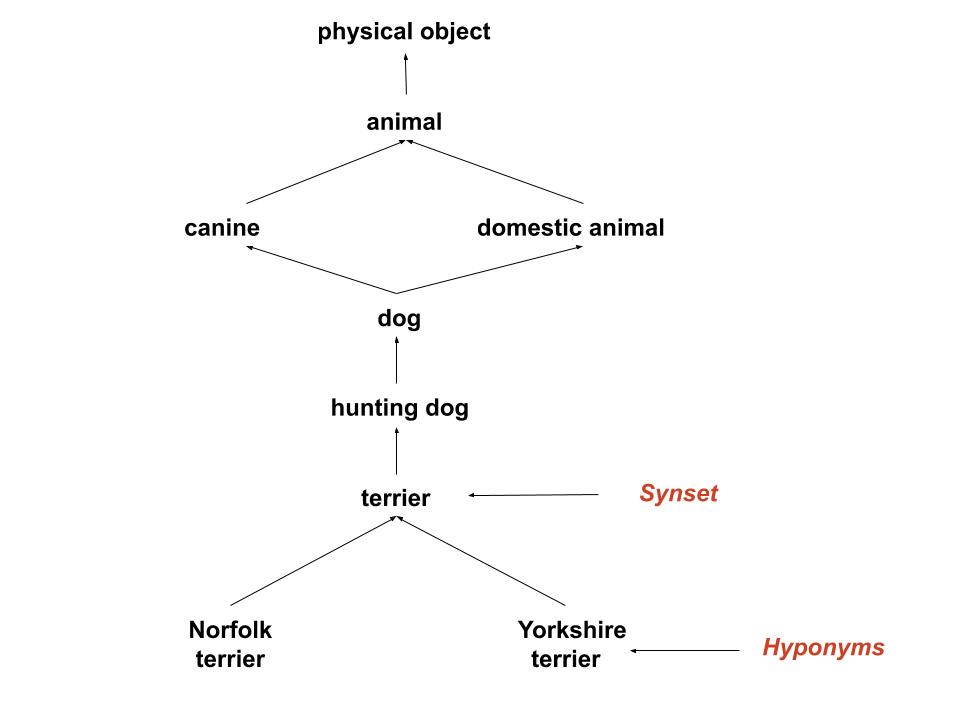 physical object
animal
canine
domestic animal
dog
hunting dog
terrier
Synset
Norfolk
terrier
Yorkshire
terrier
Hyponyms